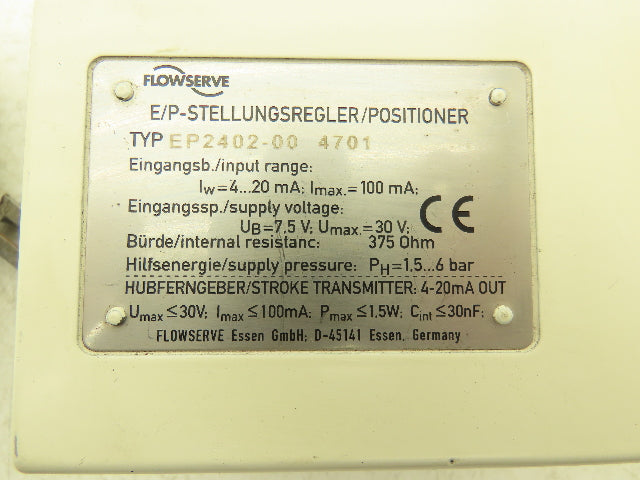 FLOWSERVE
E/P-STELLUNGSREGLER/POSITIONER
TYP EP2402-00 4701
Eingangsb./input range:
Iw=4...20 mA; Imax.=100 mA;
Eingangssp./supply voltage:
UB=7.5 V; Umax.=30 V;
CE
Bürde/internal resistanc: 375 Ohm
Hilfsenergie/supply pressure: PH=1,5...6 bar
HUBFERNGEBER/STROKE TRANSMITTER: 4-20mA OUT
Umax ≤30V; Imax ≤100mA; Pmax ≤1.5W; Cint ≤30nF;
FLOWSERVE Essen GmbH; D-45141 Essen, Germany